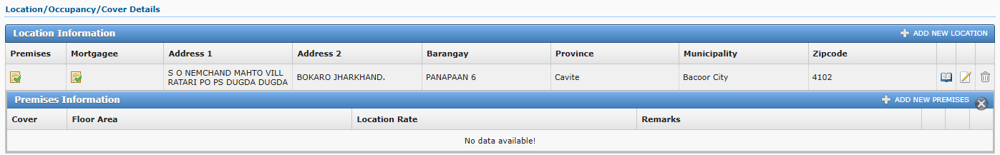 Location/Occupancy/Cover Details
Location Information ADD NEW LOCATION
Premises Mortgagee Address 1 Address 2 Barangay Province Municipality Zipcode
S O NEMCHAND MAHTO VILL
RATARI PO PS DUGDA DUGDA BOKARO JHARKHAND. PANAPAAN 6 Cavite Bacoor City 4102
Premises Information ADD NEW PREMISES
Cover Floor Area Location Rate Remarks
No data available!